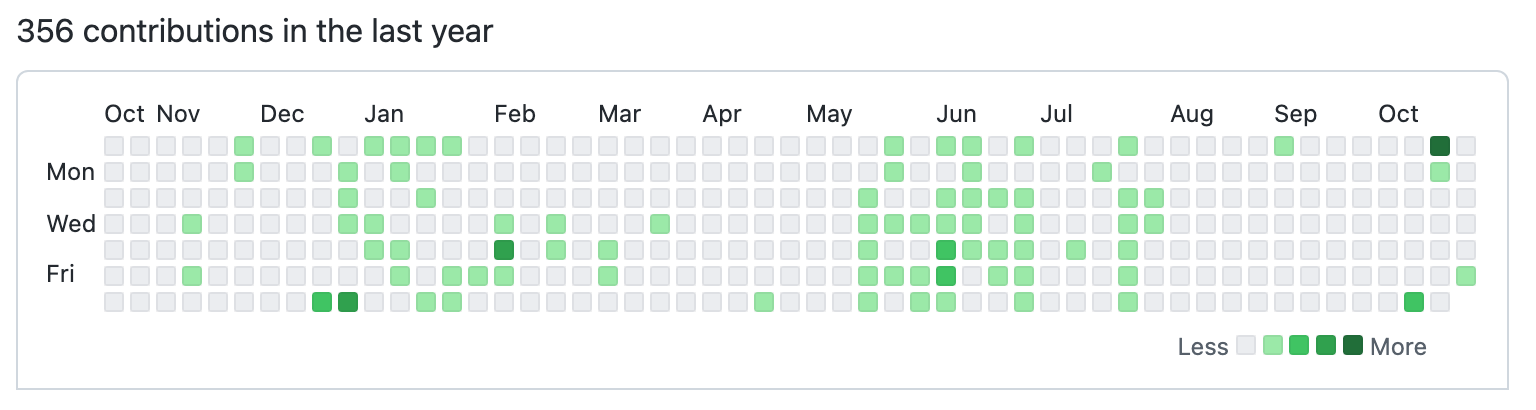 356 contributions in the last year
Oct Nov Dec Jan Feb Mar Apr May Jun Jul Aug Sep Oct
Mon
Wed
Fri
Less More